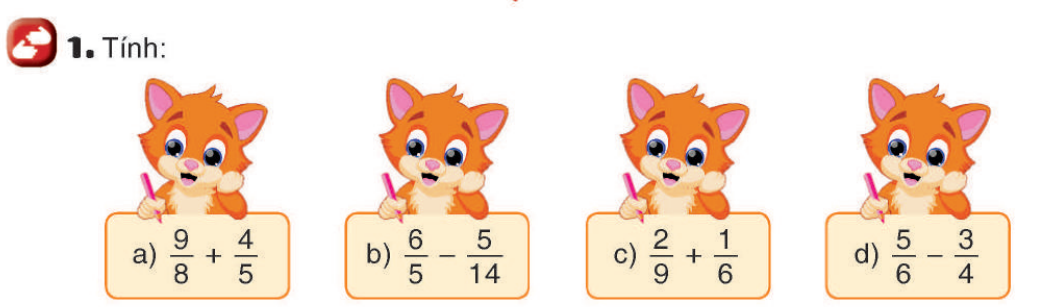 1. Tính:
a) 9/8 + 4/5
b) 6/5 − 5/14
c) 2/9 + 1/6
d) 5/6 − 3/4